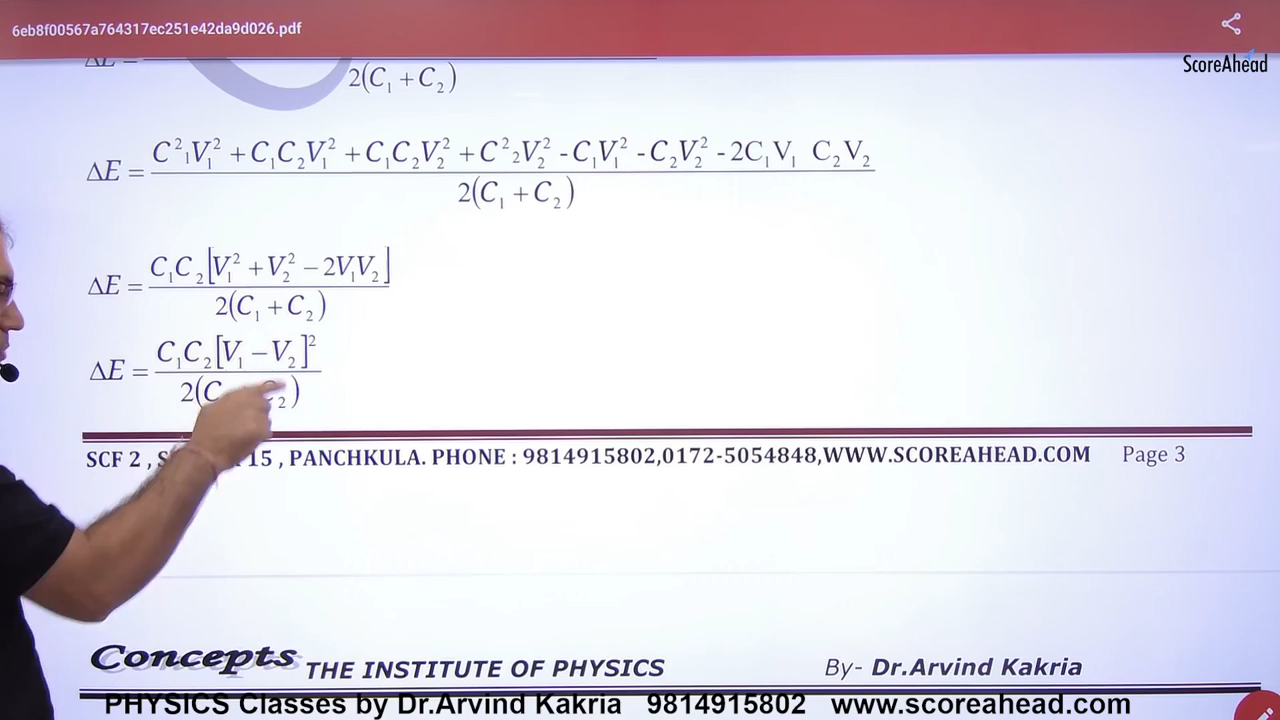 6eb8f00567a764317ec251e42da9d026.pdf
ScoreAhead
2(C₁ + C₂)
ΔE = (C²₁V₁² + C₁C₂V₁² + C₁C₂V₂² + C²₂V₂² - C₁V₁² - C₂V₂² - 2C₁V₁ C₂V₂) / 2(C₁ + C₂)
ΔE = C₁C₂[V₁² + V₂² − 2V₁V₂] / 2(C₁ + C₂)
ΔE = C₁C₂[V₁ − V₂]² / 2(C ₂)
SCF 2 , 15 , PANCHKULA. PHONE : 9814915802,0172-5054848,WWW.SCOREAHEAD.COM Page 3
Concepts THE INSTITUTE OF PHYSICS By- Dr.Arvind Kakria
PHYSICS Classes by Dr.Arvind Kakria 9814915802 www.scoreahead.com